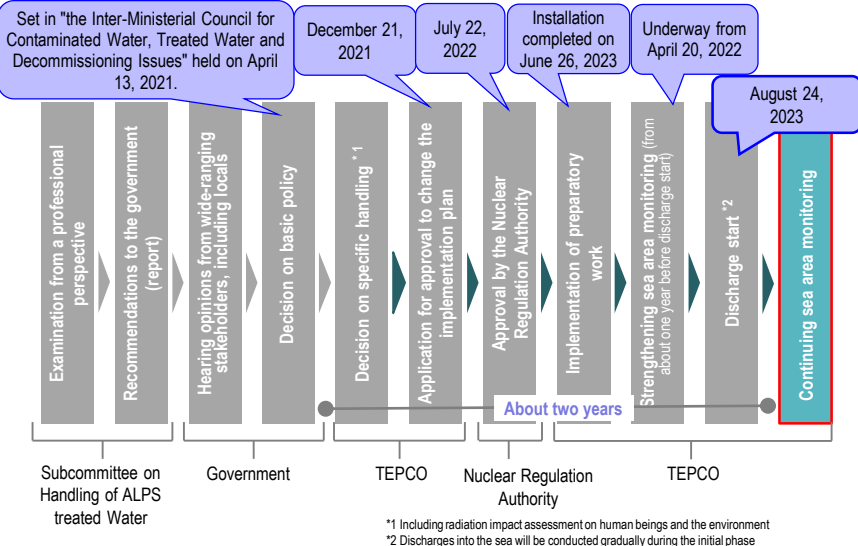 Set in "the Inter-Ministerial Council for
Contaminated Water, Treated Water and
Decommissioning Issues" held on April
13, 2021.
December 21,
2021
July 22,
2022
Installation
completed on
June 26, 2023
Underway from
April 20, 2022
August 24,
2023
Examination from a professional
perspective
Recommendations to the government
(report)
Hearing opinions from wide-ranging
stakeholders, including locals
Decision on basic policy
Decision on specific handling *1
Application for approval to change the
implementation plan
Approval by the Nuclear
Regulation Authority
Implementation of preparatory
work
Strengthening sea area monitoring (from
about one year before discharge start)
Discharge start *2
Continuing sea area monitoring
About two years
Subcommittee on
Handling of ALPS
treated Water
Government
TEPCO
Nuclear Regulation
Authority
TEPCO
*1 Including radiation impact assessment on human beings and the environment
*2 Discharges into the sea will be conducted gradually during the initial phase